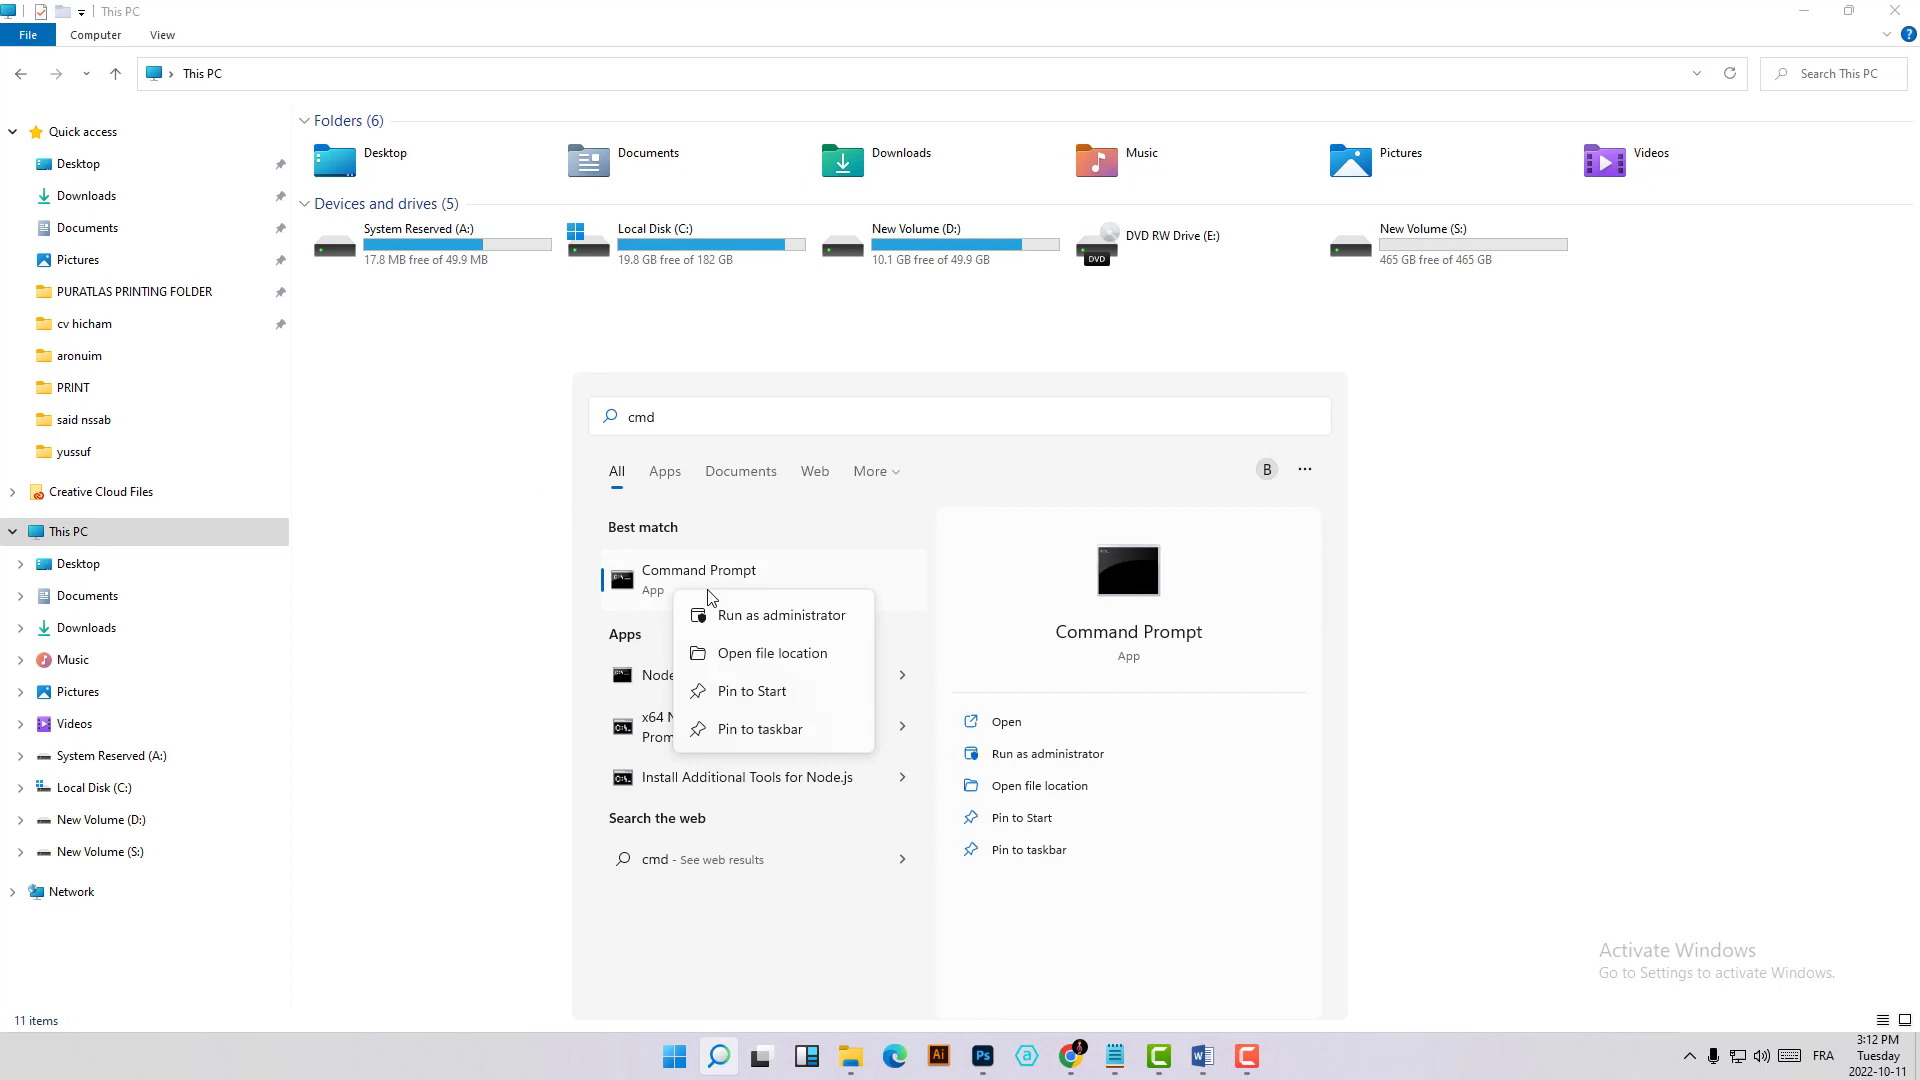 This PC
File
Computer
View
This PC
Search This PC
Quick access
Desktop
Downloads
Documents
Pictures
PURATLAS PRINTING FOLDER
cv hicham
aronuim
PRINT
said nssab
yussuf
Creative Cloud Files
This PC
Desktop
Documents
Downloads
Music
Pictures
Videos
System Reserved (A:)
Local Disk (C:)
New Volume (D:)
New Volume (S:)
Network
11 items
Folders (6)
Desktop
Documents
Downloads
Music
Pictures
Videos
Devices and drives (5)
System Reserved (A:)
17.8 MB free of 49.9 MB
Local Disk (C:)
19.8 GB free of 182 GB
New Volume (D:)
10.1 GB free of 49.9 GB
DVD RW Drive (E:)
DVD
New Volume (S:)
465 GB free of 465 GB
cmd
All
Apps
Documents
Web
More
B
Best match
Command Prompt
App
Run as administrator
Open file location
Pin to Start
Pin to taskbar
Apps
Node
x64 N
Prom
Install Additional Tools for Node.js
Search the web
cmd - See web results
Command Prompt
App
Open
Run as administrator
Open file location
Pin to Start
Pin to taskbar
Activate Windows
Go to Settings to activate Windows.
Ai
Ps
FRA
3:12 PM
Tuesday
2022-10-11